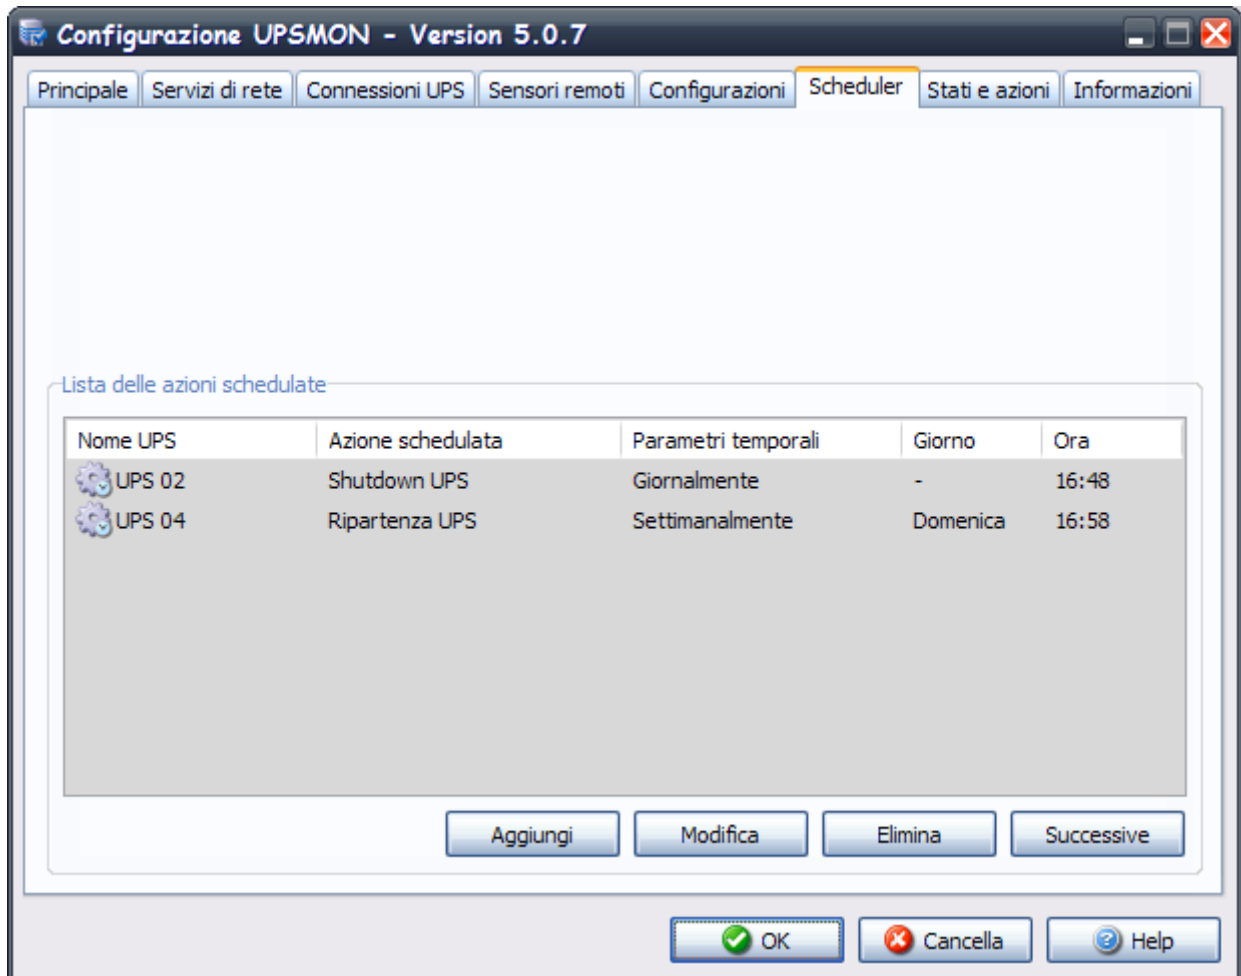 Configurazione UPSMON - Version 5.0.7
Principale Servizi di rete Connessioni UPS Sensori remoti Configurazioni Scheduler Stati e azioni Informazioni
Lista delle azioni schedulate
Nome UPS Azione schedulata Parametri temporali Giorno Ora
UPS 02 Shutdown UPS Giornalmente - 16:48
UPS 04 Ripartenza UPS Settimanalmente Domenica 16:58
Aggiungi Modifica Elimina Successive
OK Cancella Help